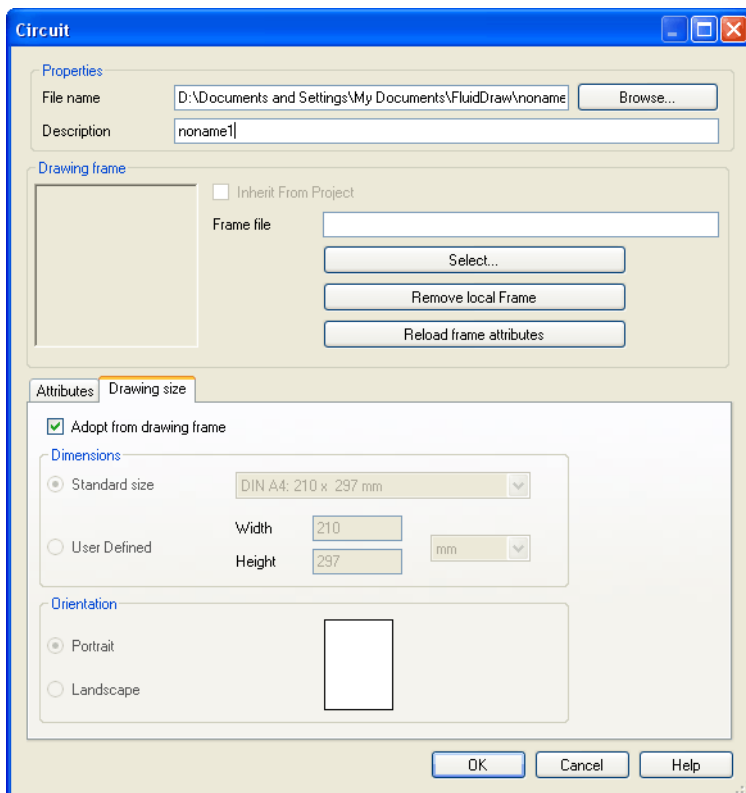 Circuit
Properties
File name D:\Documents and Settings\My Documents\FluidDraw\noname Browse...
Description noname1
Drawing frame
Inherit From Project
Frame file
Select...
Remove local Frame
Reload frame attributes
Attributes Drawing size
Adopt from drawing frame
Dimensions
Standard size DIN A4: 210 x 297 mm
Width 210
User Defined mm
Height 297
Orientation
Portrait
Landscape
OK Cancel Help